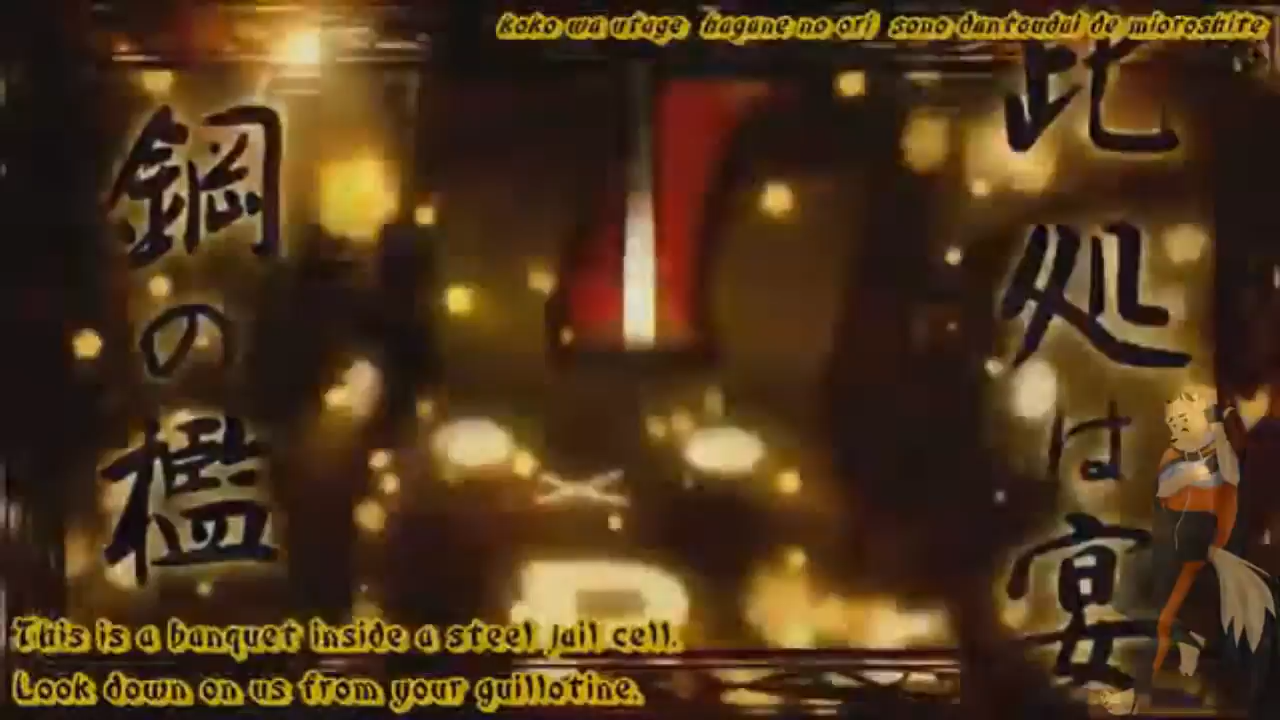 koko wa utage hagane no ori sono dantoudai de mioroshite
此処は宴
鋼の檻
This is a banquet inside a steel jail cell.
Look down on us from your guillotine.